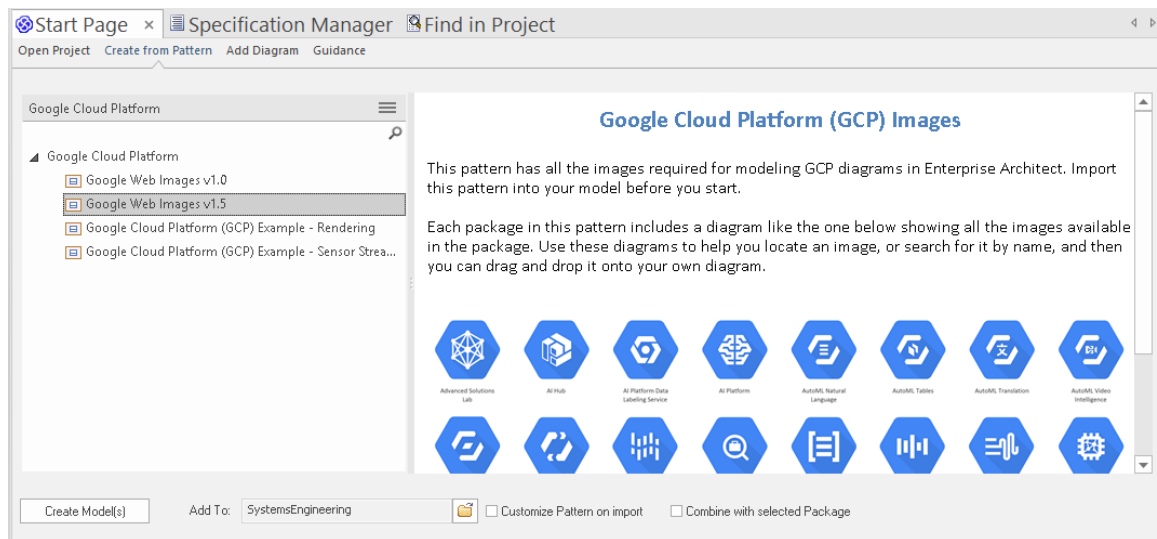 Start Page × Specification Manager Find in Project
Open Project Create from Pattern Add Diagram Guidance
Google Cloud Platform
Google Cloud Platform
Google Web Images v1.0
Google Web Images v1.5
Google Cloud Platform (GCP) Example - Rendering
Google Cloud Platform (GCP) Example - Sensor Strea...
Google Cloud Platform (GCP) Images
This pattern has all the images required for modeling GCP diagrams in Enterprise Architect. Import
this pattern into your model before you start.
Each package in this pattern includes a diagram like the one below showing all the images available
in the package. Use these diagrams to help you locate an image, or search for it by name, and then
you can drag and drop it onto your own diagram.
Advanced Solutions
Lab
AI Hub
AI Platform Data
Labeling Service
AI Platform
AutoML Natural
Language
AutoML Tables
AutoML Translation
AutoML Video
Intelligence
Create Model(s) Add To: SystemsEngineering Customize Pattern on import Combine with selected Package